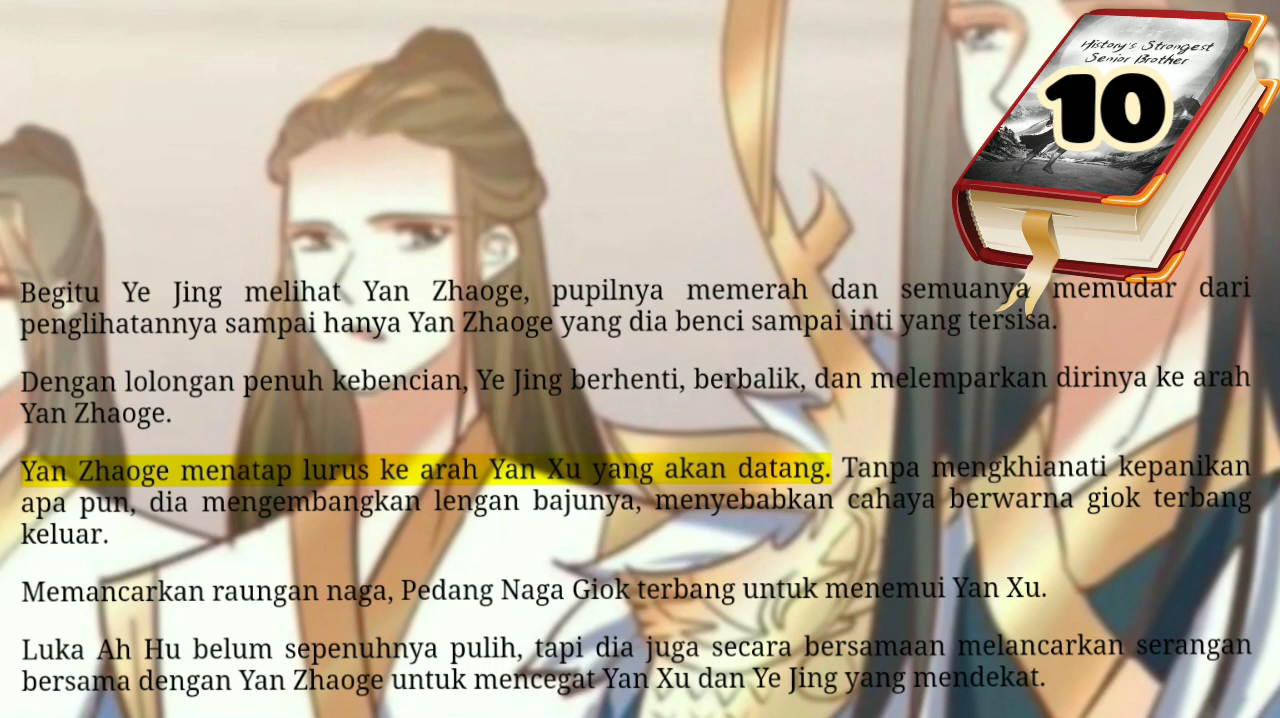 History's Strongest
Senior Brother
10
Begitu Ye Jing melihat Yan Zhaoge, pupilnya memerah dan semuanya memudar dari
penglihatannya sampai hanya Yan Zhaoge yang dia benci sampai inti yang tersisa.
Dengan lolongan penuh kebencian, Ye Jing berhenti, berbalik, dan melemparkan dirinya ke arah
Yan Zhaoge.
Yan Zhaoge menatap lurus ke arah Yan Xu yang akan datang. Tanpa mengkhianati kepanikan
apa pun, dia mengembangkan lengan bajunya, menyebabkan cahaya berwarna giok terbang
keluar.
Memancarkan raungan naga, Pedang Naga Giok terbang untuk menemui Yan Xu.
Luka Ah Hu belum sepenuhnya pulih, tapi dia juga secara bersamaan melancarkan serangan
bersama dengan Yan Zhaoge untuk mencegat Yan Xu dan Ye Jing yang mendekat.